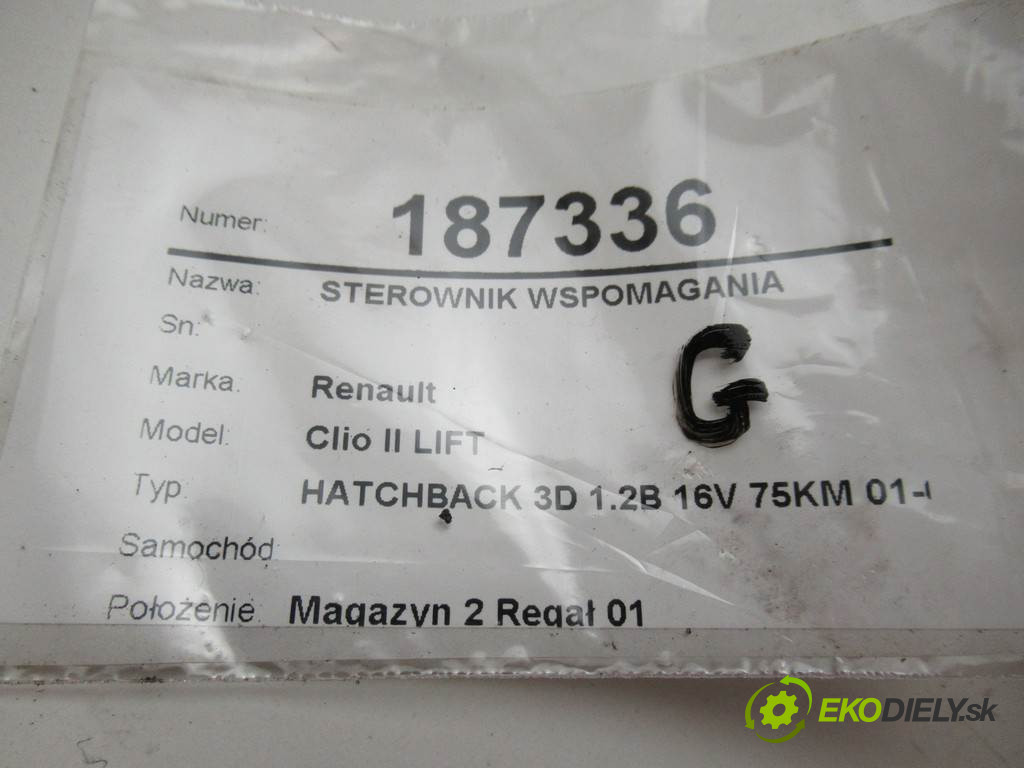 Numer: 187336
Nazwa: STEROWNIK WSPOMAGANIA
Sn:
Marka: Renault
G
Model: Clio II LIFT
Typ: HATCHBACK 3D 1.2B 16V 75KM 01-
Samochód:
Położenie: Magazyn 2 Regał 01
EKODIELY.sk